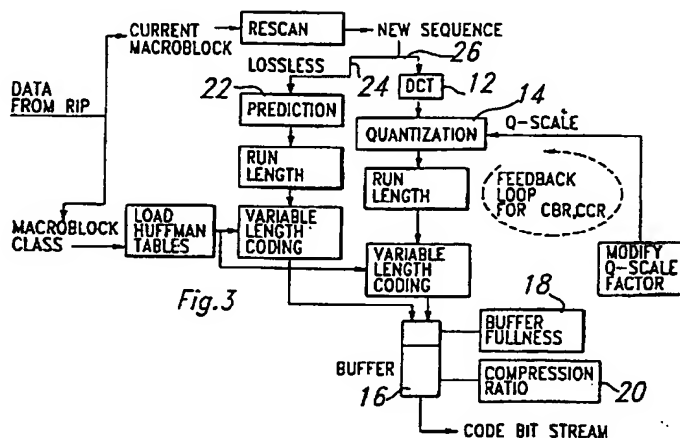 CURRENT
MACROBLOCK
RESCAN
NEW SEQUENCE
26
LOSSLESS
24
22
DCT
12
DATA
FROM RIP
PREDICTION
14
QUANTIZATION
Q-SCALE
RUN
LENGTH
RUN
LENGTH
FEEDBACK
LOOP
FOR CBR,CCR
MACROBLOCK
CLASS
LOAD
HUFFMAN
TABLES
VARIABLE
LENGTH
CODING
VARIABLE
LENGTH
CODING
MODIFY
Q-SCALE
FACTOR
Fig.3
18
BUFFER
FULLNESS
BUFFER
16
COMPRESSION
RATIO
20
CODE BIT STREAM